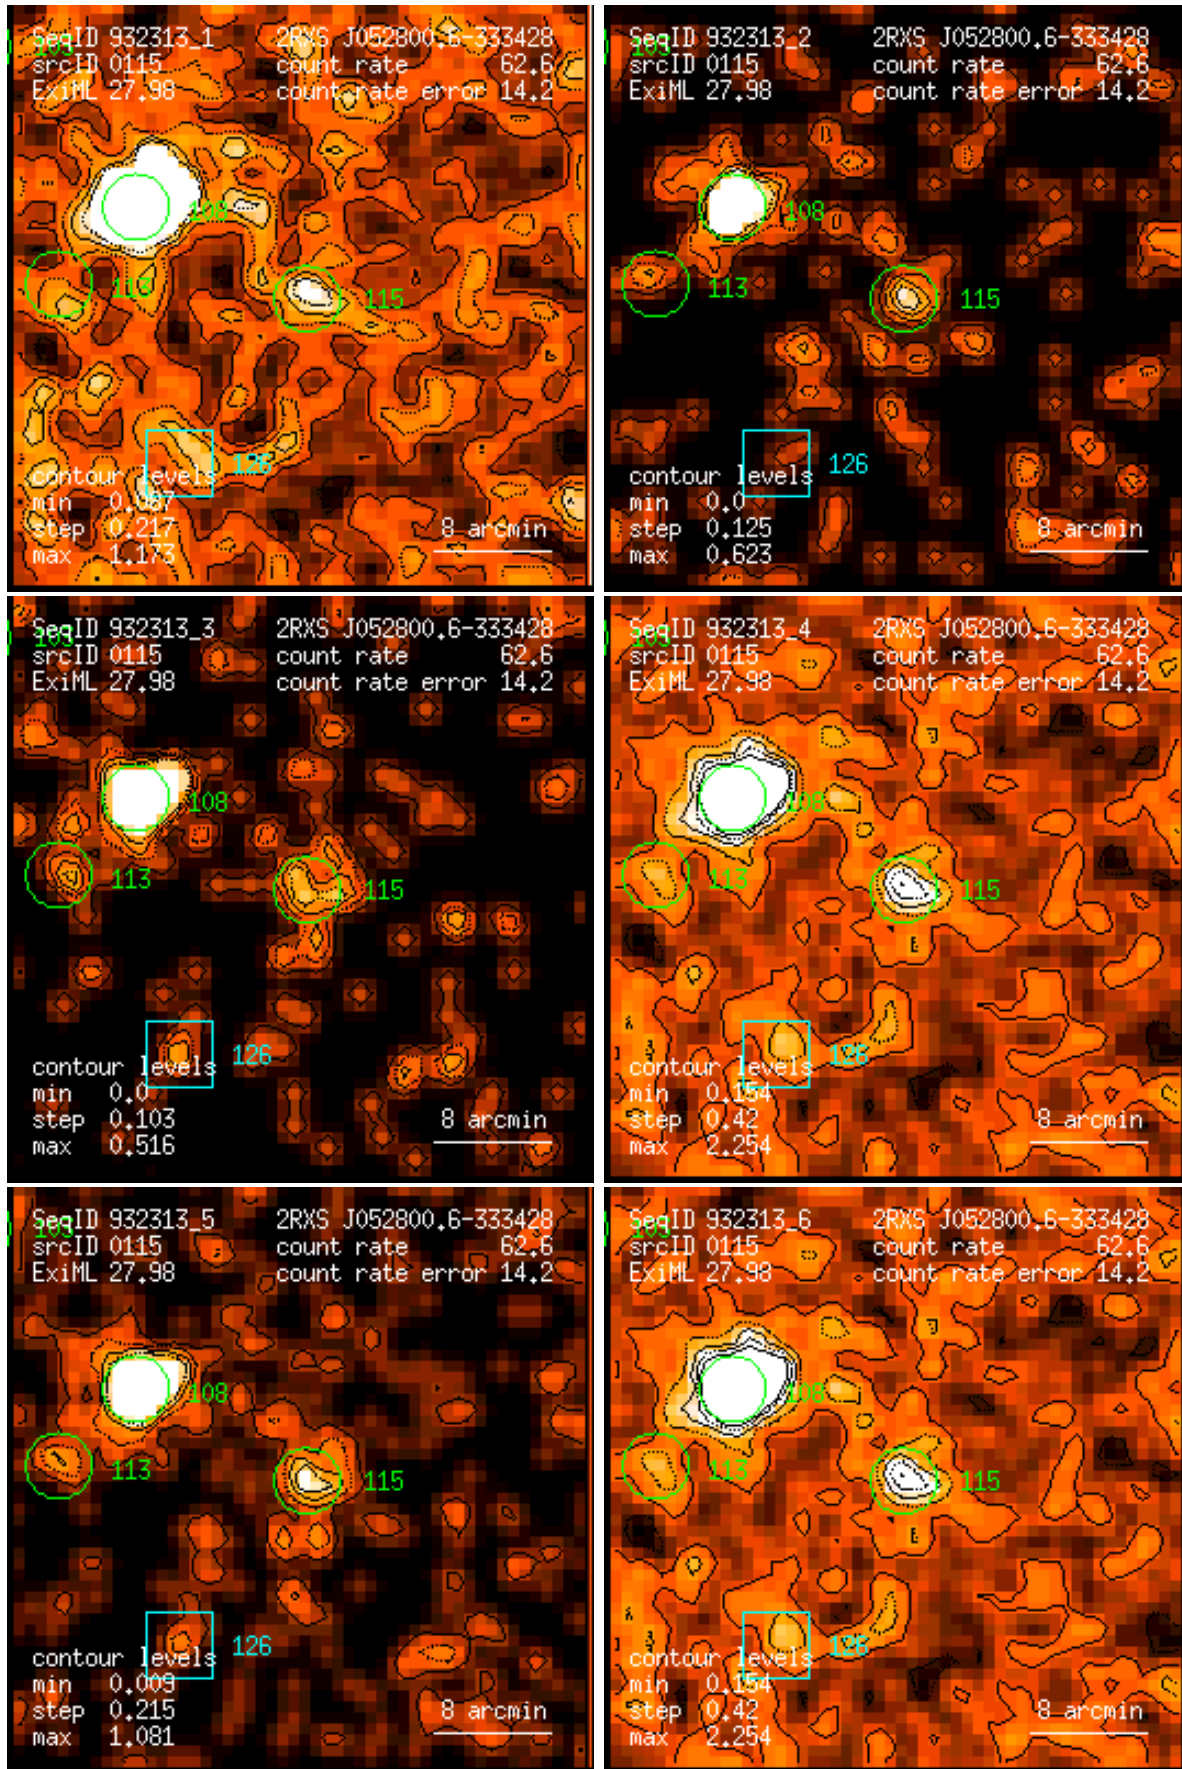 SeqID 932313_1 2RXS J052800.6-333428
srcID 0115 count rate 62.6
ExiML 27.98 count rate error 14.2
108
113
115
126
contour levels
min 0.087
step 0.217
max 1.173
8 arcmin
SeqID 932313_2 2RXS J052800.6-333428
srcID 0115 count rate 62.6
ExiML 27.98 count rate error 14.2
108
113
115
126
contour levels
min 0.0
step 0.125
max 0.623
8 arcmin
SeqID 932313_3 2RXS J052800.6-333428
srcID 0115 count rate 62.6
ExiML 27.98 count rate error 14.2
108
113
115
126
contour levels
min 0.0
step 0.103
max 0.516
8 arcmin
SeqID 932313_4 2RXS J052800.6-333428
srcID 0115 count rate 62.6
ExiML 27.98 count rate error 14.2
108
113
115
126
contour levels
min 0.154
step 0.42
max 2.254
8 arcmin
SeqID 932313_5 2RXS J052800.6-333428
srcID 0115 count rate 62.6
ExiML 27.98 count rate error 14.2
108
113
115
126
contour levels
min 0.009
step 0.215
max 1.081
8 arcmin
SeqID 932313_6 2RXS J052800.6-333428
srcID 0115 count rate 62.6
ExiML 27.98 count rate error 14.2
108
113
115
126
contour levels
min 0.154
step 0.42
max 2.254
8 arcmin